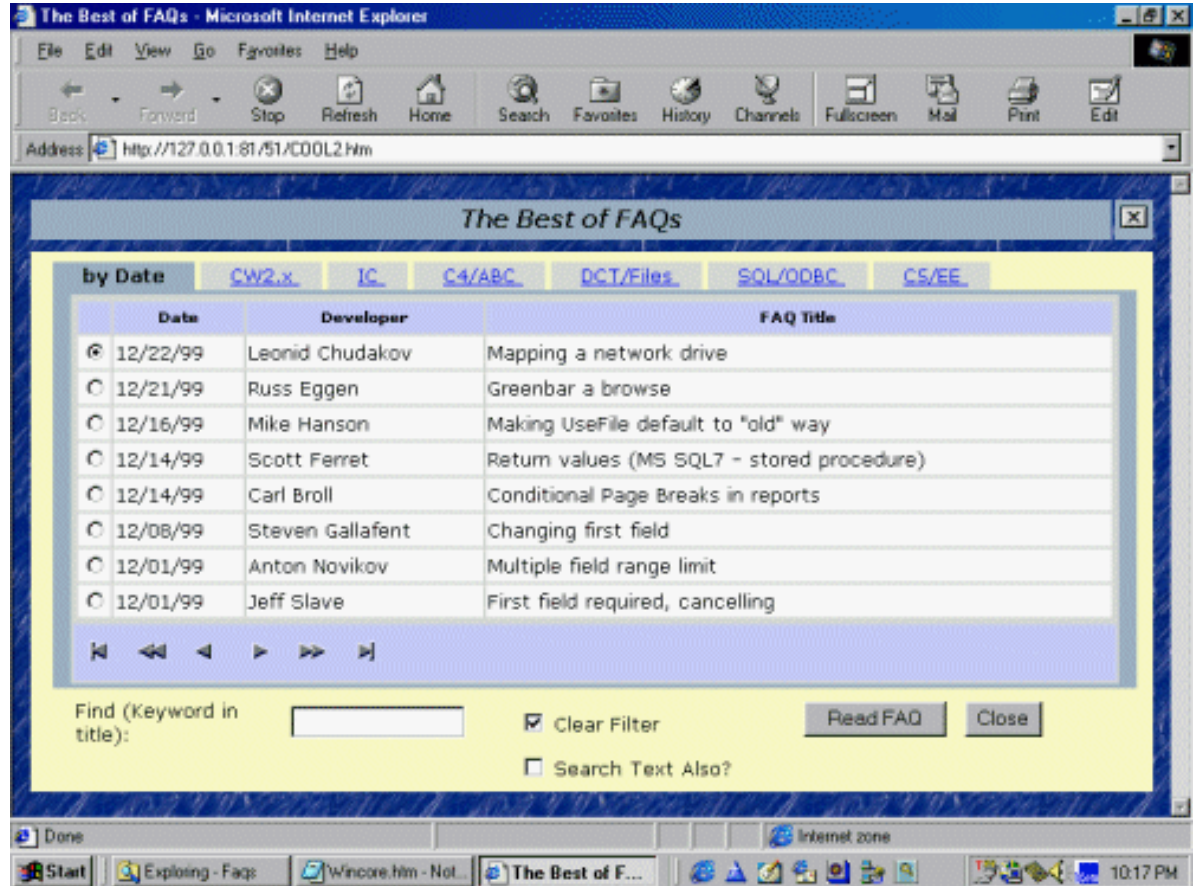 The Best of FAQs - Microsoft Internet Explorer
File Edit View Go Favorites Help
Back Forward Stop Refresh Home Search Favorites History Channels Fullscreen Mail Print Edit
Address http://127.0.0.1:81/51/COOL2.htm
The Best of FAQs
by Date CW2.x IC C4/ABC DCT/Files SQL/ODBC C5/EE
Date Developer FAQ Title
12/22/99 Leonid Chudakov Mapping a network drive
12/21/99 Russ Eggen Greenbar a browse
12/16/99 Mike Hanson Making UseFile default to "old" way
12/14/99 Scott Ferret Return values (MS SQL7 - stored procedure)
12/14/99 Carl Broll Conditional Page Breaks in reports
12/08/99 Steven Gallafent Changing first field
12/01/99 Anton Novikov Multiple field range limit
12/01/99 Jeff Slave First field required, cancelling
Find (Keyword in
title):
Clear Filter
Read FAQ Close
Search Text Also?
Done Internet zone
Start Exploring - Faqs Wincore.htm - Not... The Best of F... 10:17 PM